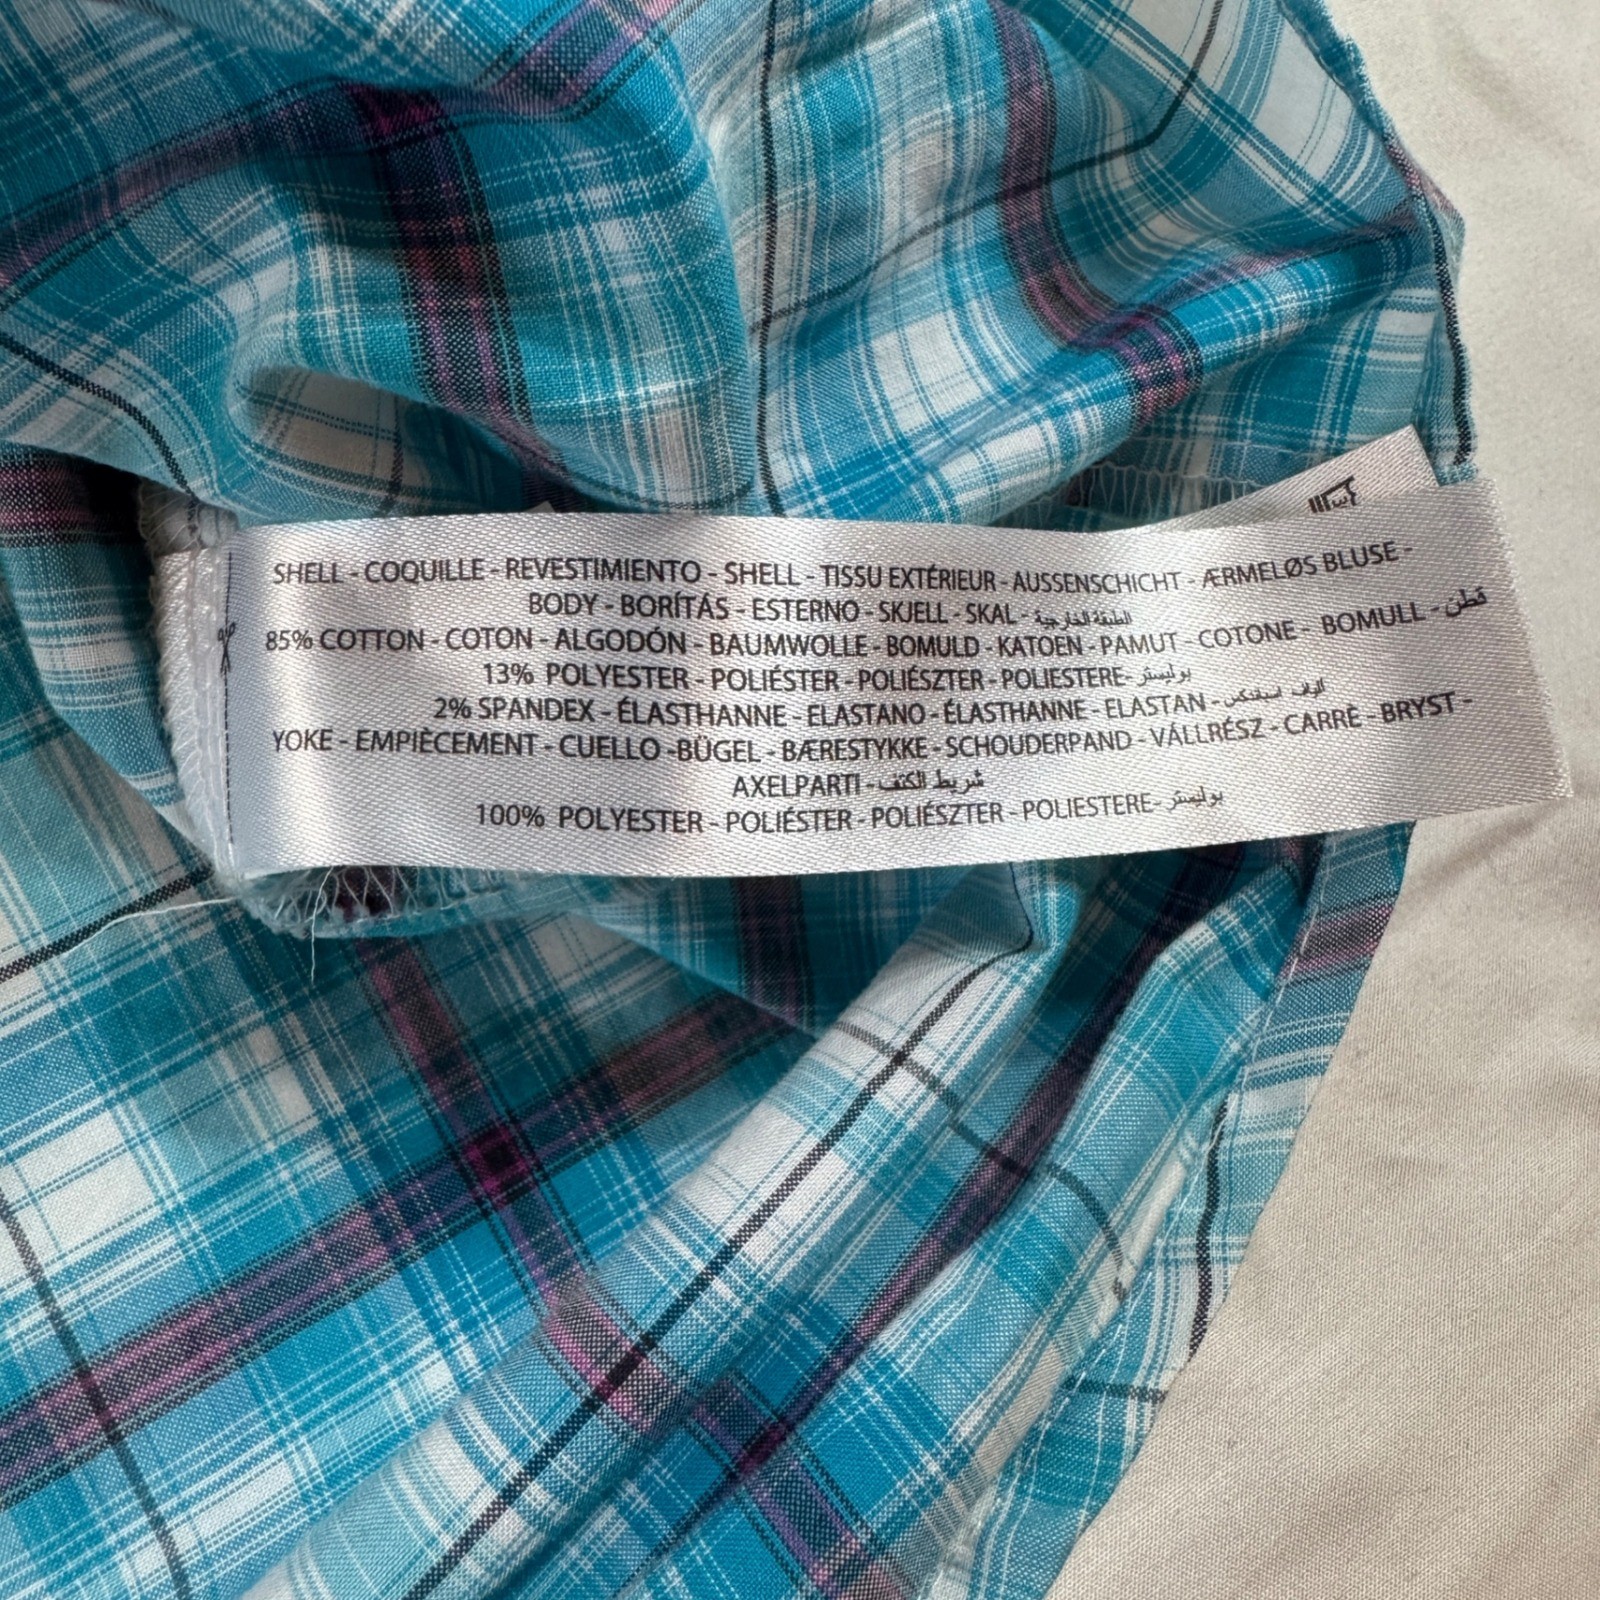 SHELL - COQUILLE - REVESTIMIENTO - SHELL - TISSU EXTÉRIEUR - AUSSENSCHICHT - ÆRMELØS BLUSE -
BODY - BORÍTÁS - ESTERNO - SKJELL - SKAL - الطبقة الخارجية
85% COTTON - COTON - ALGODÓN - BAUMWOLLE - BOMULD - KATOEN - PAMUT - COTONE - BOMULL - قطن
13% POLYESTER - POLIÉSTER - POLIÉSZTER - POLIESTERE- بوليستر
2% SPANDEX - ÉLASTHANNE - ELASTANO - ÉLASTHANNE - ELASTAN - الياف اسباندكس
YOKE - EMPIÈCEMENT - CUELLO -BÜGEL - BÆRESTYKKE - SCHOUDERPAND - VÁLLRÉSZ - CARRÈ - BRYST -
AXELPARTI - شريط الكتف
100% POLYESTER - POLIÉSTER - POLIÉSZTER - POLIESTERE- بوليستر